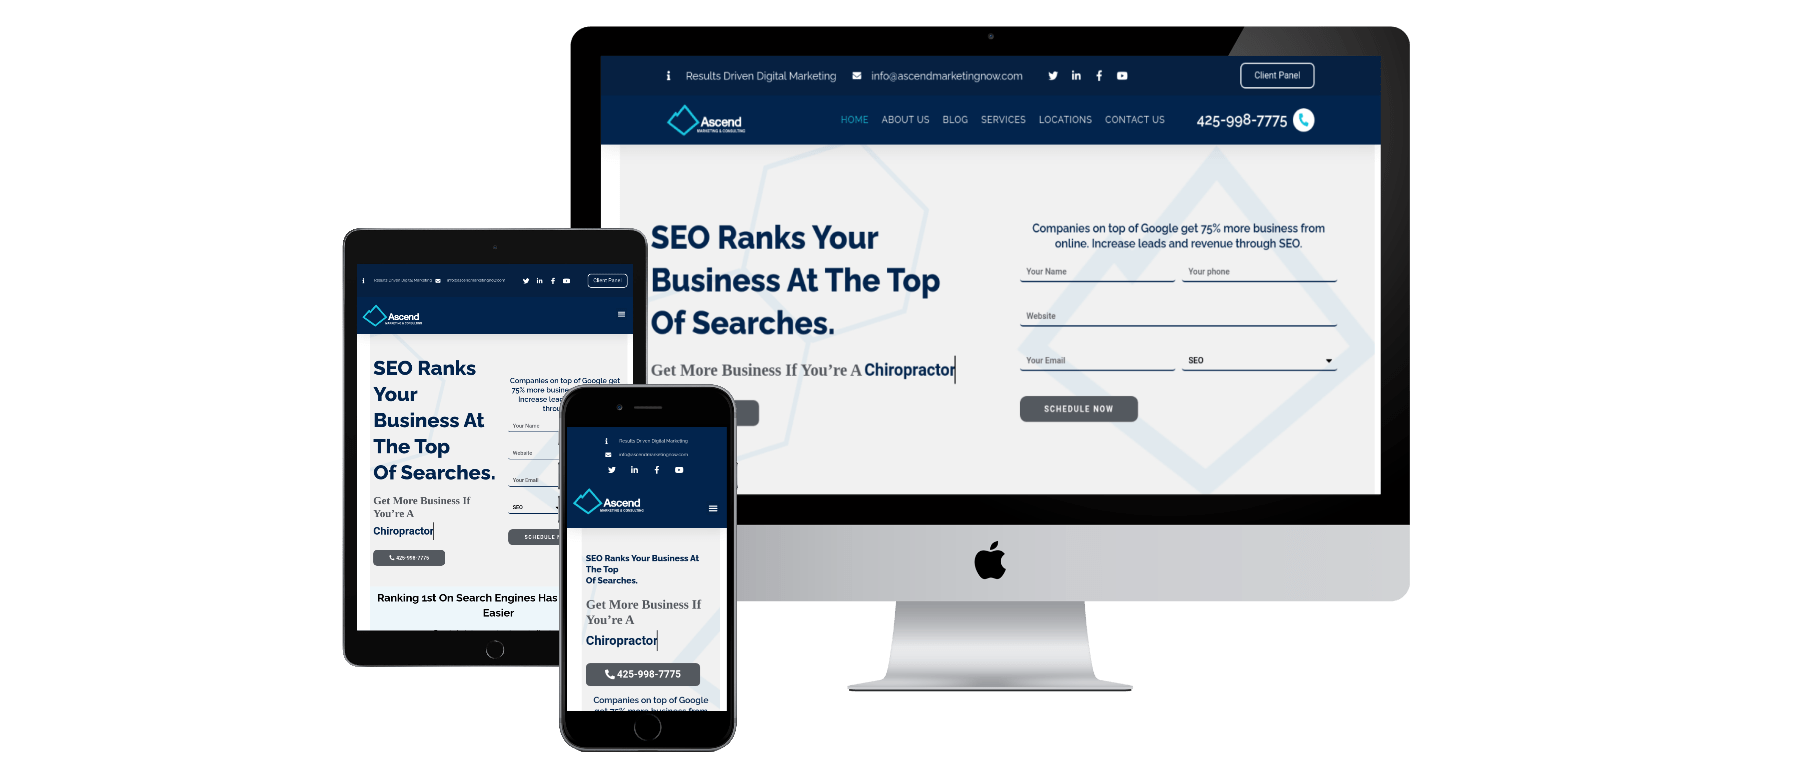 Results Driven Digital Marketing
info@ascendmarketingnow.com
Client Panel
Ascend
MARKETING & CONSULTING
HOME
ABOUT US
BLOG
SERVICES
LOCATIONS
CONTACT US
425-998-7775
SEO Ranks Your
Business At The Top
Of Searches.
Get More Business If You're A Chiropractor
Companies on top of Google get 75% more business from
online. Increase leads and revenue through SEO.
Your Name
Your phone
Website
Your Email
SEO
SCHEDULE NOW
Results Driven Digital Marketing
info@ascendmarketingnow.com
Client Panel
Ascend
MARKETING & CONSULTING
SEO Ranks
Your
Business At
The Top
Of Searches.
Get More Business If
You're A
Chiropractor
425-998-7775
Companies on top of Google get
75% more
Increase
Your Name
Website
Your Email
SEO
SCHEDULE
Ranking 1st On Search Engines Has
Easier
Results Driven Digital Marketing
info@ascendmarketingnow.com
Ascend
MARKETING & CONSULTING
SEO Ranks Your Business At
The Top
Of Searches.
Get More Business If
You're A
Chiropractor
425-998-7775
Companies on top of Google
get 75% more business from